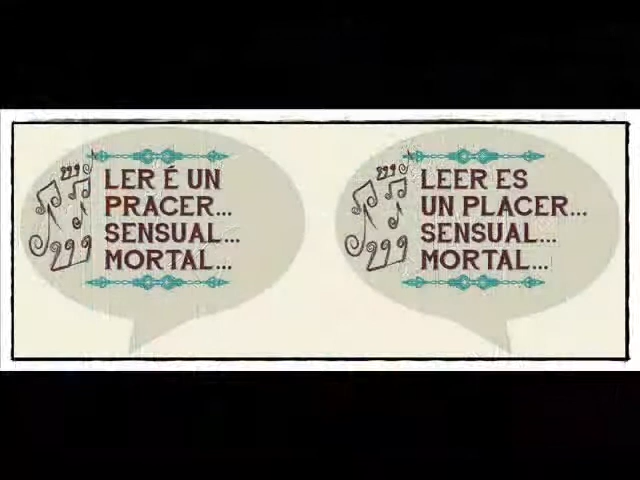 LER É UN
PRACER...
SENSUAL...
MORTAL...
LEER ES
UN PLACER...
SENSUAL...
MORTAL...